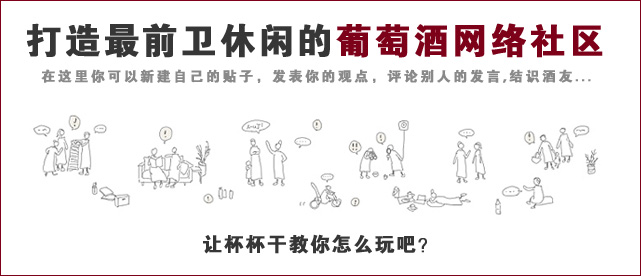 打造最前卫休闲的葡萄酒网络社区
在这里你可以新建自己的贴子，发表你的观点，评论别人的发言,结识酒友...
让杯杯干教你怎么玩吧?